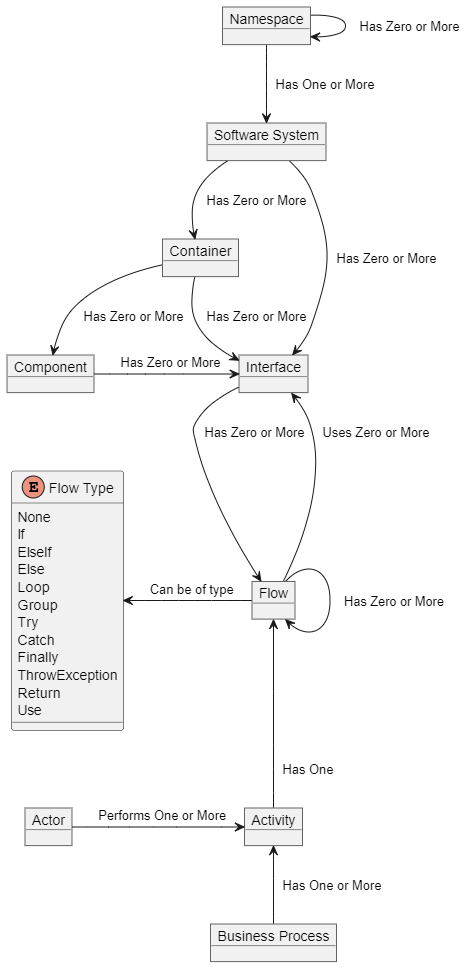 Namespace
Has Zero or More
Has One or More
Software System
Has Zero or More
Container
Has Zero or More
Has Zero or More
Has Zero or More
Component
Has Zero or More
Interface
Has Zero or More
Uses Zero or More
E Flow Type
None
If
ElseIf
Else
Loop
Group
Try
Catch
Finally
ThrowException
Return
Use
Can be of type
Flow
Has Zero or More
Has One
Actor
Performs One or More
Activity
Has One or More
Business Process